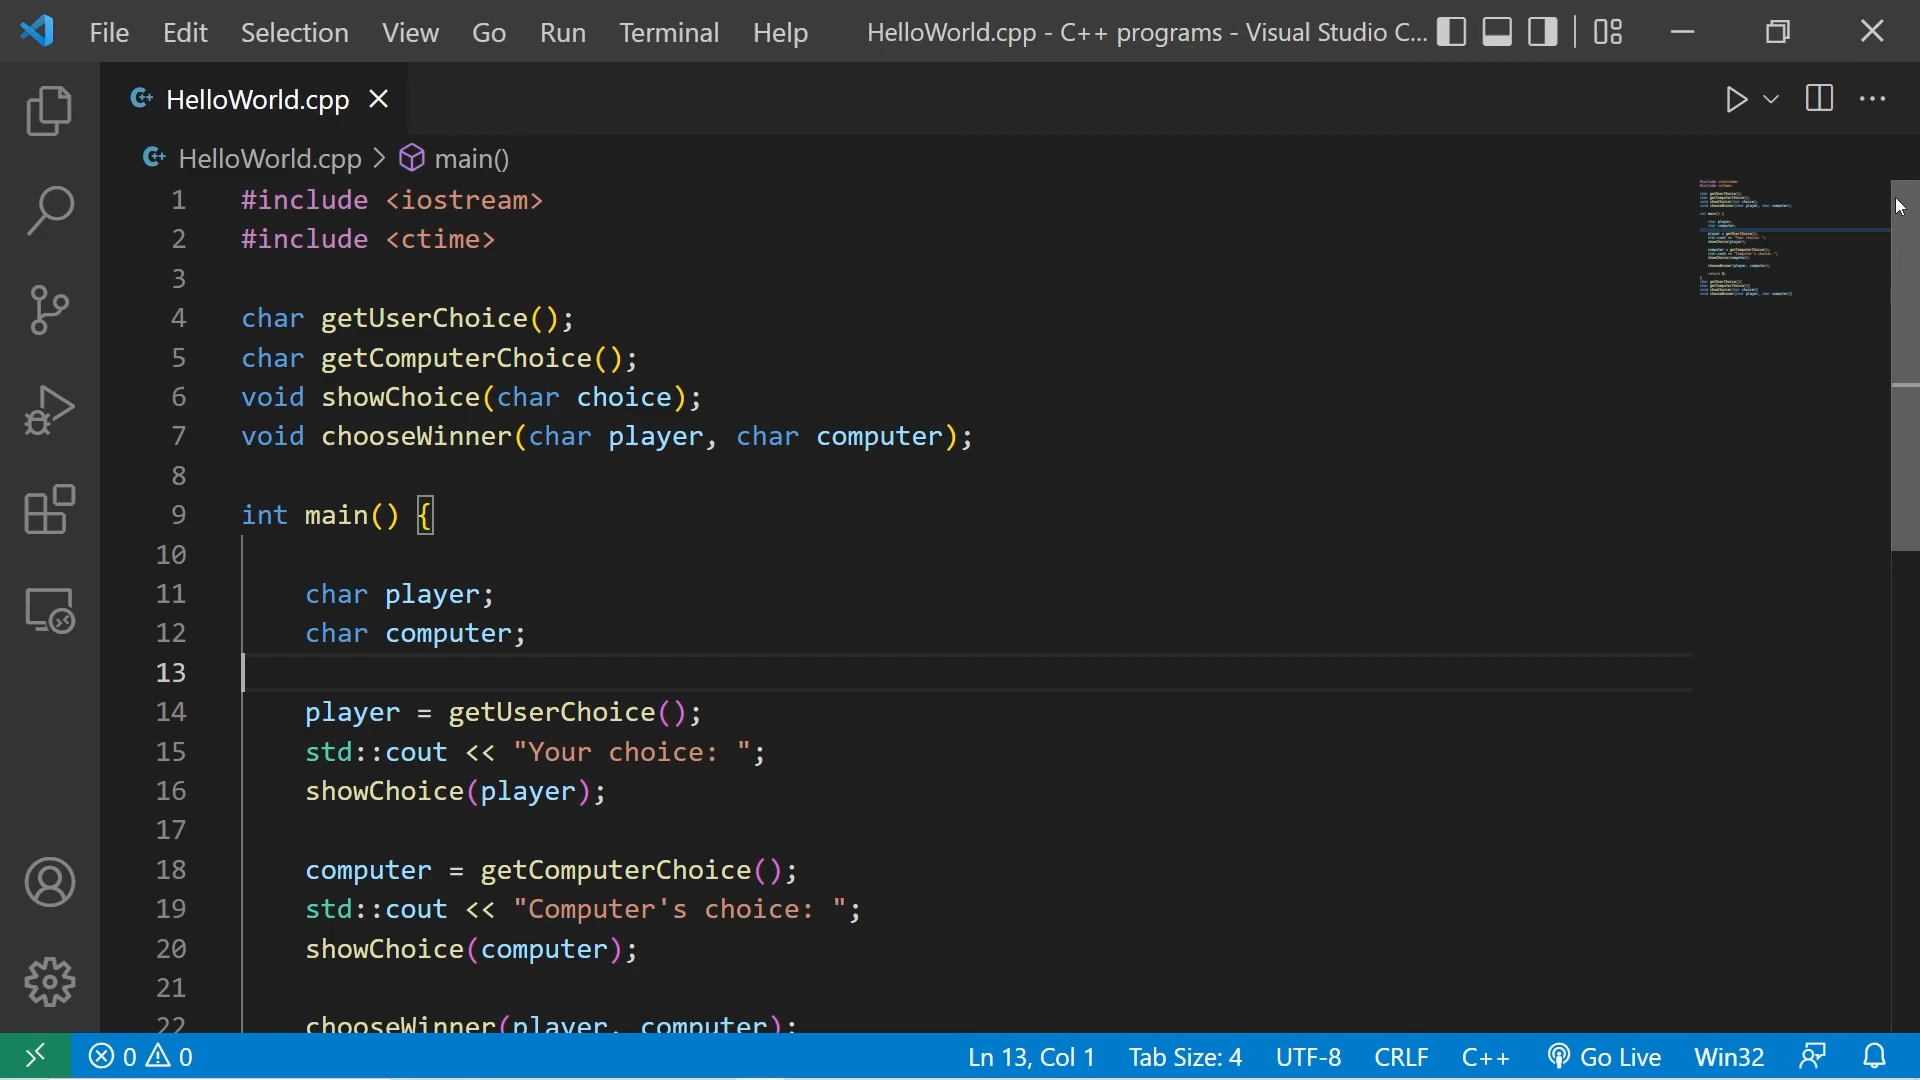 File Edit Selection View Go Run Terminal Help HelloWorld.cpp - C++ programs - Visual Studio C...
HelloWorld.cpp
HelloWorld.cpp > main()
1 #include <iostream>
2 #include <ctime>
3
4 char getUserChoice();
5 char getComputerChoice();
6 void showChoice(char choice);
7 void chooseWinner(char player, char computer);
8
9 int main() {
10
11 char player;
12 char computer;
13
14 player = getUserChoice();
15 std::cout << "Your choice: ";
16 showChoice(player);
17
18 computer = getComputerChoice();
19 std::cout << "Computer's choice: ";
20 showChoice(computer);
21
22 chooseWinner(player, computer);
0 0 Ln 13, Col 1 Tab Size: 4 UTF-8 CRLF C++ Go Live Win32